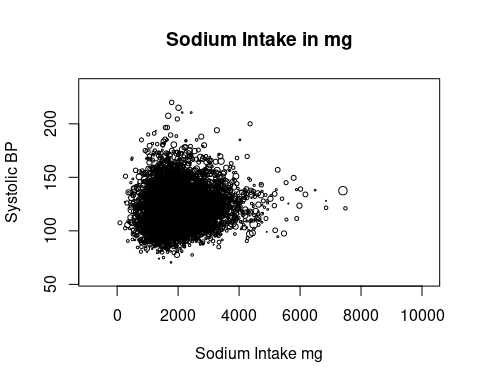 Sodium Intake in mg
Systolic BP
200
150
100
50
0 2000 4000 6000 8000 10000
Sodium Intake mg